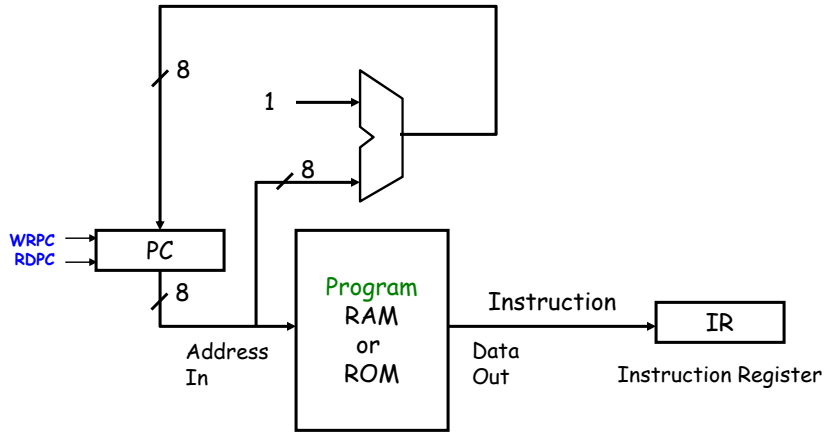 8
1
8
WRPC
RDPC
PC
8
Program
RAM
or
ROM
Address
In
Instruction
Data
Out
IR
Instruction Register